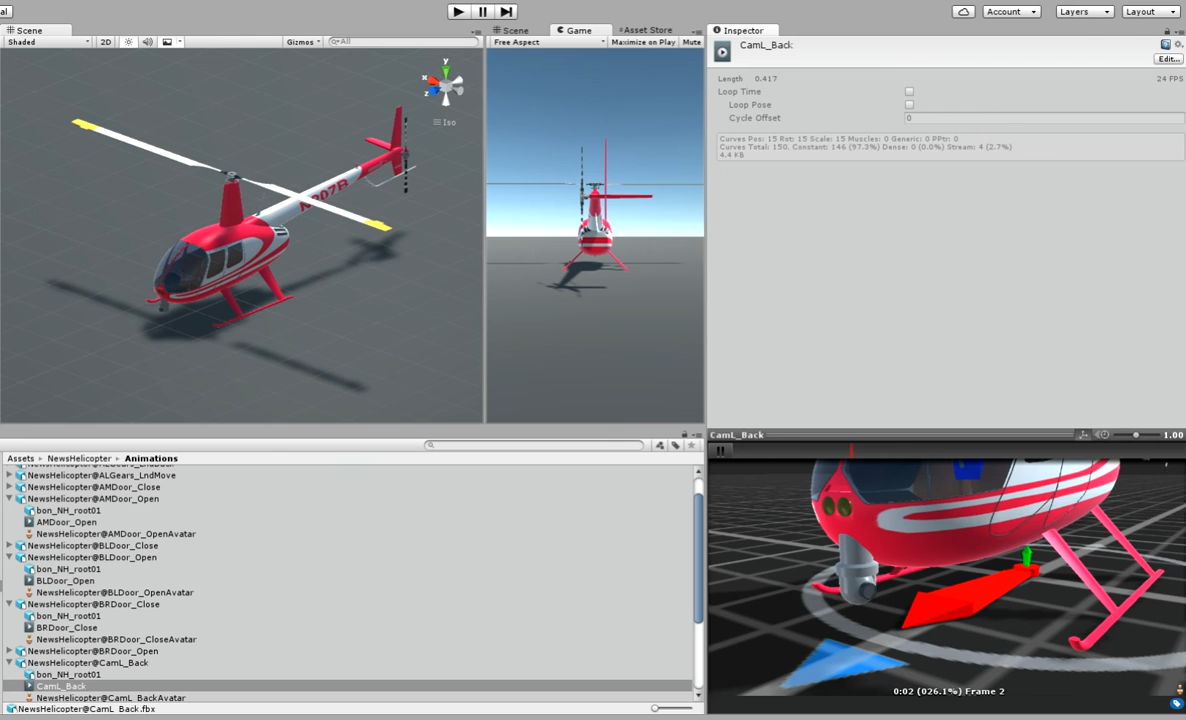 al
Account
Layers
Layout
Scene
Shaded
2D
Gizmos
All
Iso
y
x
z
N207R
Scene
Game
Asset Store
Free Aspect
Maximize on Play
Mute
Inspector
CamL_Back
Edit...
Length 0.417
24 FPS
Loop Time
Loop Pose
Cycle Offset
0
Curves Pos: 15 Rst: 15 Scale: 15 Muscles: 0 Generic: 0 PPtr: 0
Curves Total: 150, Constant: 146 (97.3%) Dense: 0 (0.0%) Stream: 4 (2.7%)
4.4 KB
Assets
NewsHelicopter
Animations
NewsHelicopter@ALGears_LndBack
NewsHelicopter@ALGears_LndMove
NewsHelicopter@AMDoor_Close
NewsHelicopter@AMDoor_Open
bon_NH_root01
AMDoor_Open
NewsHelicopter@AMDoor_OpenAvatar
NewsHelicopter@BLDoor_Close
NewsHelicopter@BLDoor_Open
bon_NH_root01
BLDoor_Open
NewsHelicopter@BLDoor_OpenAvatar
NewsHelicopter@BRDoor_Close
bon_NH_root01
BRDoor_Close
NewsHelicopter@BRDoor_CloseAvatar
NewsHelicopter@BRDoor_Open
NewsHelicopter@CamL_Back
bon_NH_root01
CamL_Back
NewsHelicopter@CamL_BackAvatar
NewsHelicopter@CamL_Back.fbx
CamL_Back
1.00
0:02 (026.1%) Frame 2